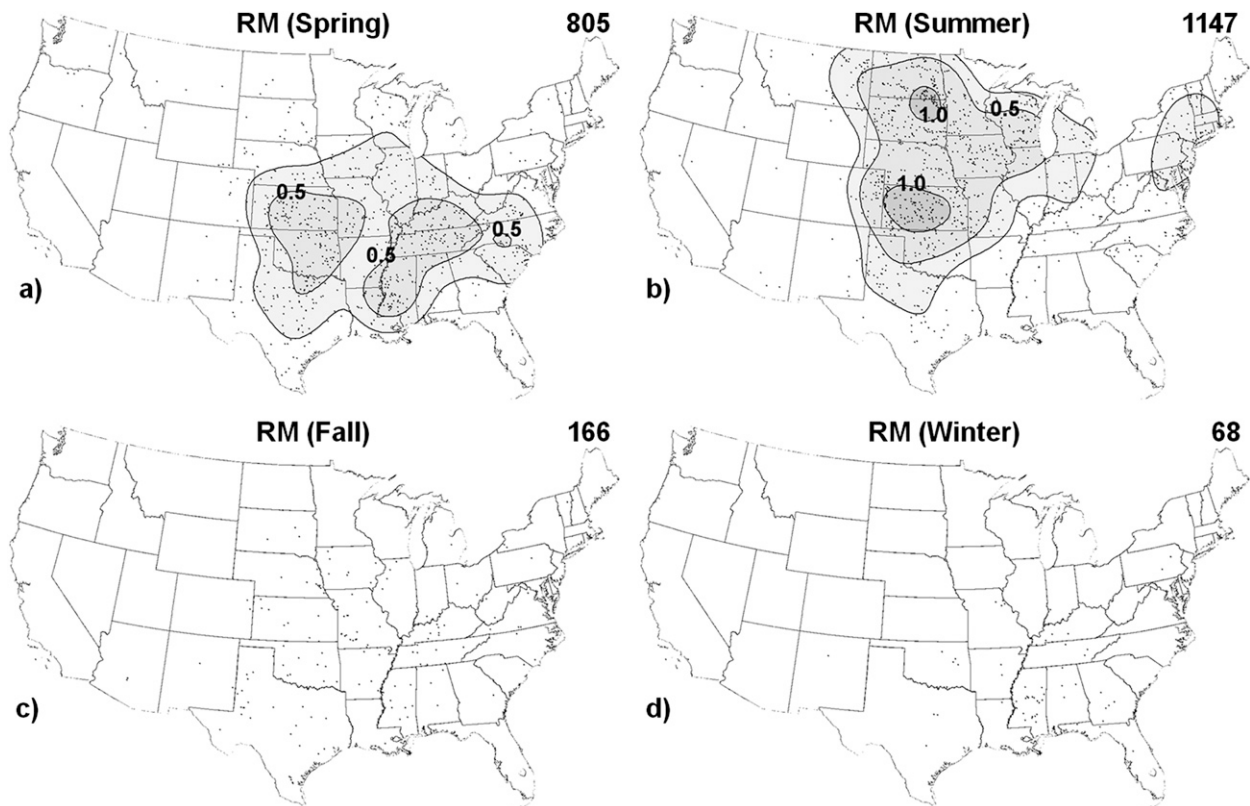 RM (Spring) 805
RM (Summer) 1147
0.5
0.5
0.5
a)
1.0
0.5
1.0
b)
RM (Fall) 166
RM (Winter) 68
c)
d)